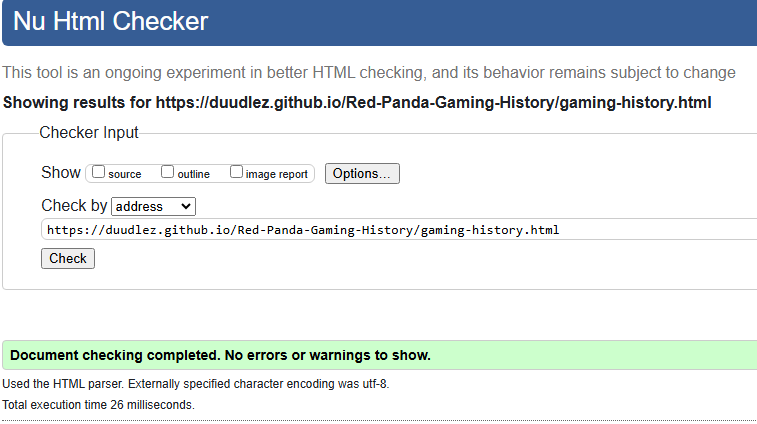 Nu Html Checker
This tool is an ongoing experiment in better HTML checking, and its behavior remains subject to change
Showing results for https://duudlez.github.io/Red-Panda-Gaming-History/gaming-history.html
Checker Input
Show source outline image report Options...
Check by address
https://duudlez.github.io/Red-Panda-Gaming-History/gaming-history.html
Check
Document checking completed. No errors or warnings to show.
Used the HTML parser. Externally specified character encoding was utf-8.
Total execution time 26 milliseconds.